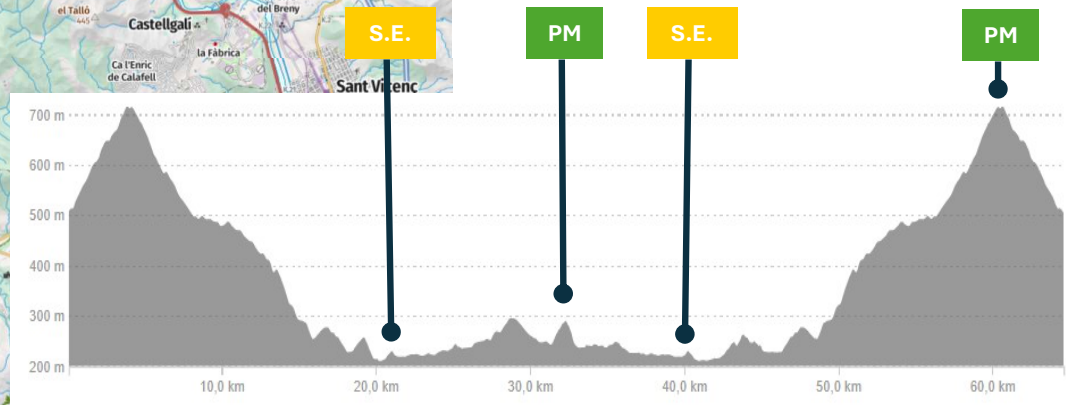 el Tallò
445
Castellgalí
del Breny
la Fàbrica
Ca l'Enric
de Calafell
Sant Vicenç
S.E.
PM
S.E.
PM
700 m
600 m
500 m
400 m
300 m
200 m
10,0 km
20,0 km
30,0 km
40,0 km
50,0 km
60,0 km